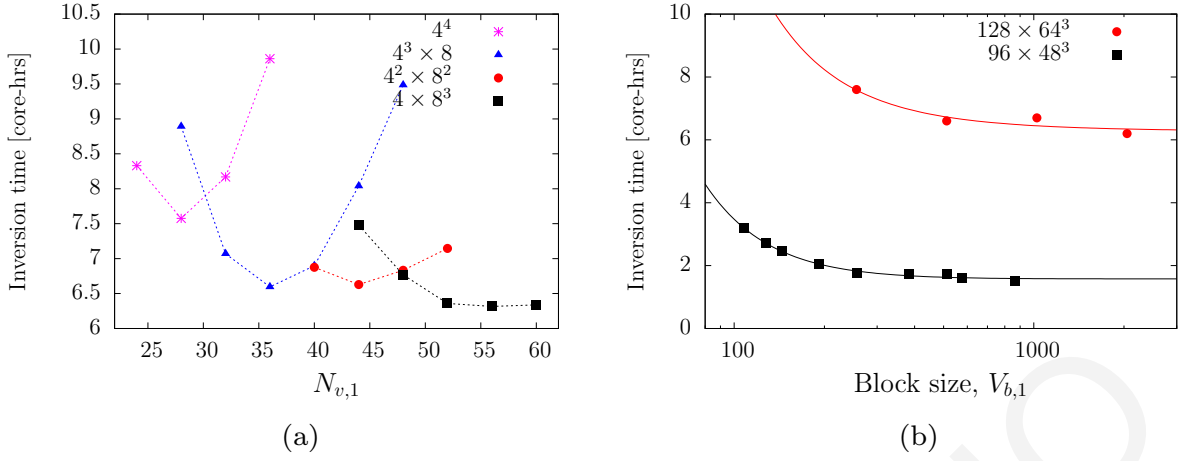 10.5
10
9.5
9
8.5
8
7.5
7
6.5
6
Inversion time [core-hrs]
25 30 35 40 45 50 55 60
N_{v,1}
4^4
4^3 × 8
4^2 × 8^2
4 × 8^3
(a)
10
8
6
4
2
0
Inversion time [core-hrs]
100 1000
Block size, V_{b,1}
128 × 64^3
96 × 48^3
(b)